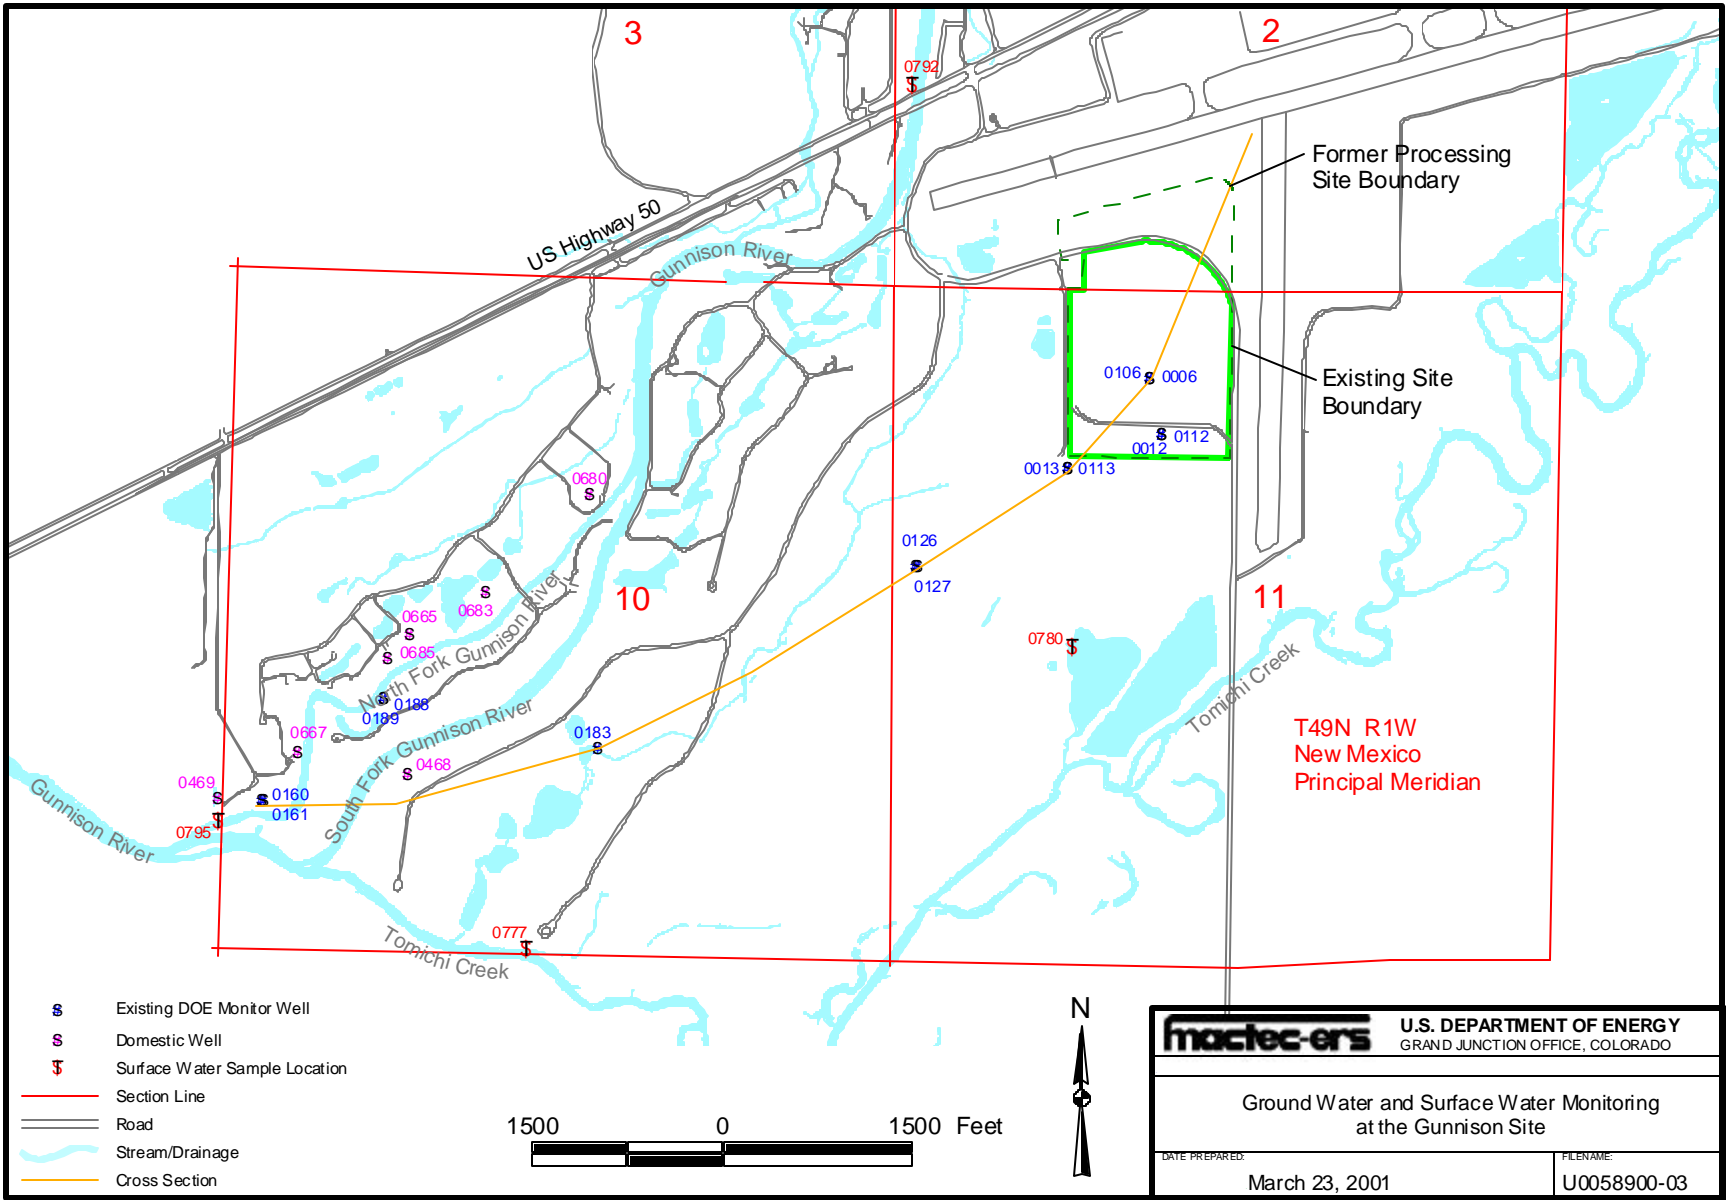 3
2
0792
Former Processing
Site Boundary
US Highway 50
Gunnison River
0106
0006
Existing Site
Boundary
0112
0012
0013
0113
0680
0126
0127
10
11
0683
0665
0685
North Fork Gunnison River
0188
0189
0780
Tomichi Creek
T49N R1W
New Mexico
Principal Meridian
0667
0183
South Fork Gunnison River
0468
0469
0160
0161
0795
Gunnison River
0777
Tomichi Creek
Existing DOE Monitor Well
Domestic Well
Surface Water Sample Location
Section Line
Road
Stream/Drainage
Cross Section
1500 0 1500 Feet
N
mactec-ers
U.S. DEPARTMENT OF ENERGY
GRAND JUNCTION OFFICE, COLORADO
Ground Water and Surface Water Monitoring
at the Gunnison Site
DATE PREPARED:
March 23, 2001
FILENAME:
U0058900-03